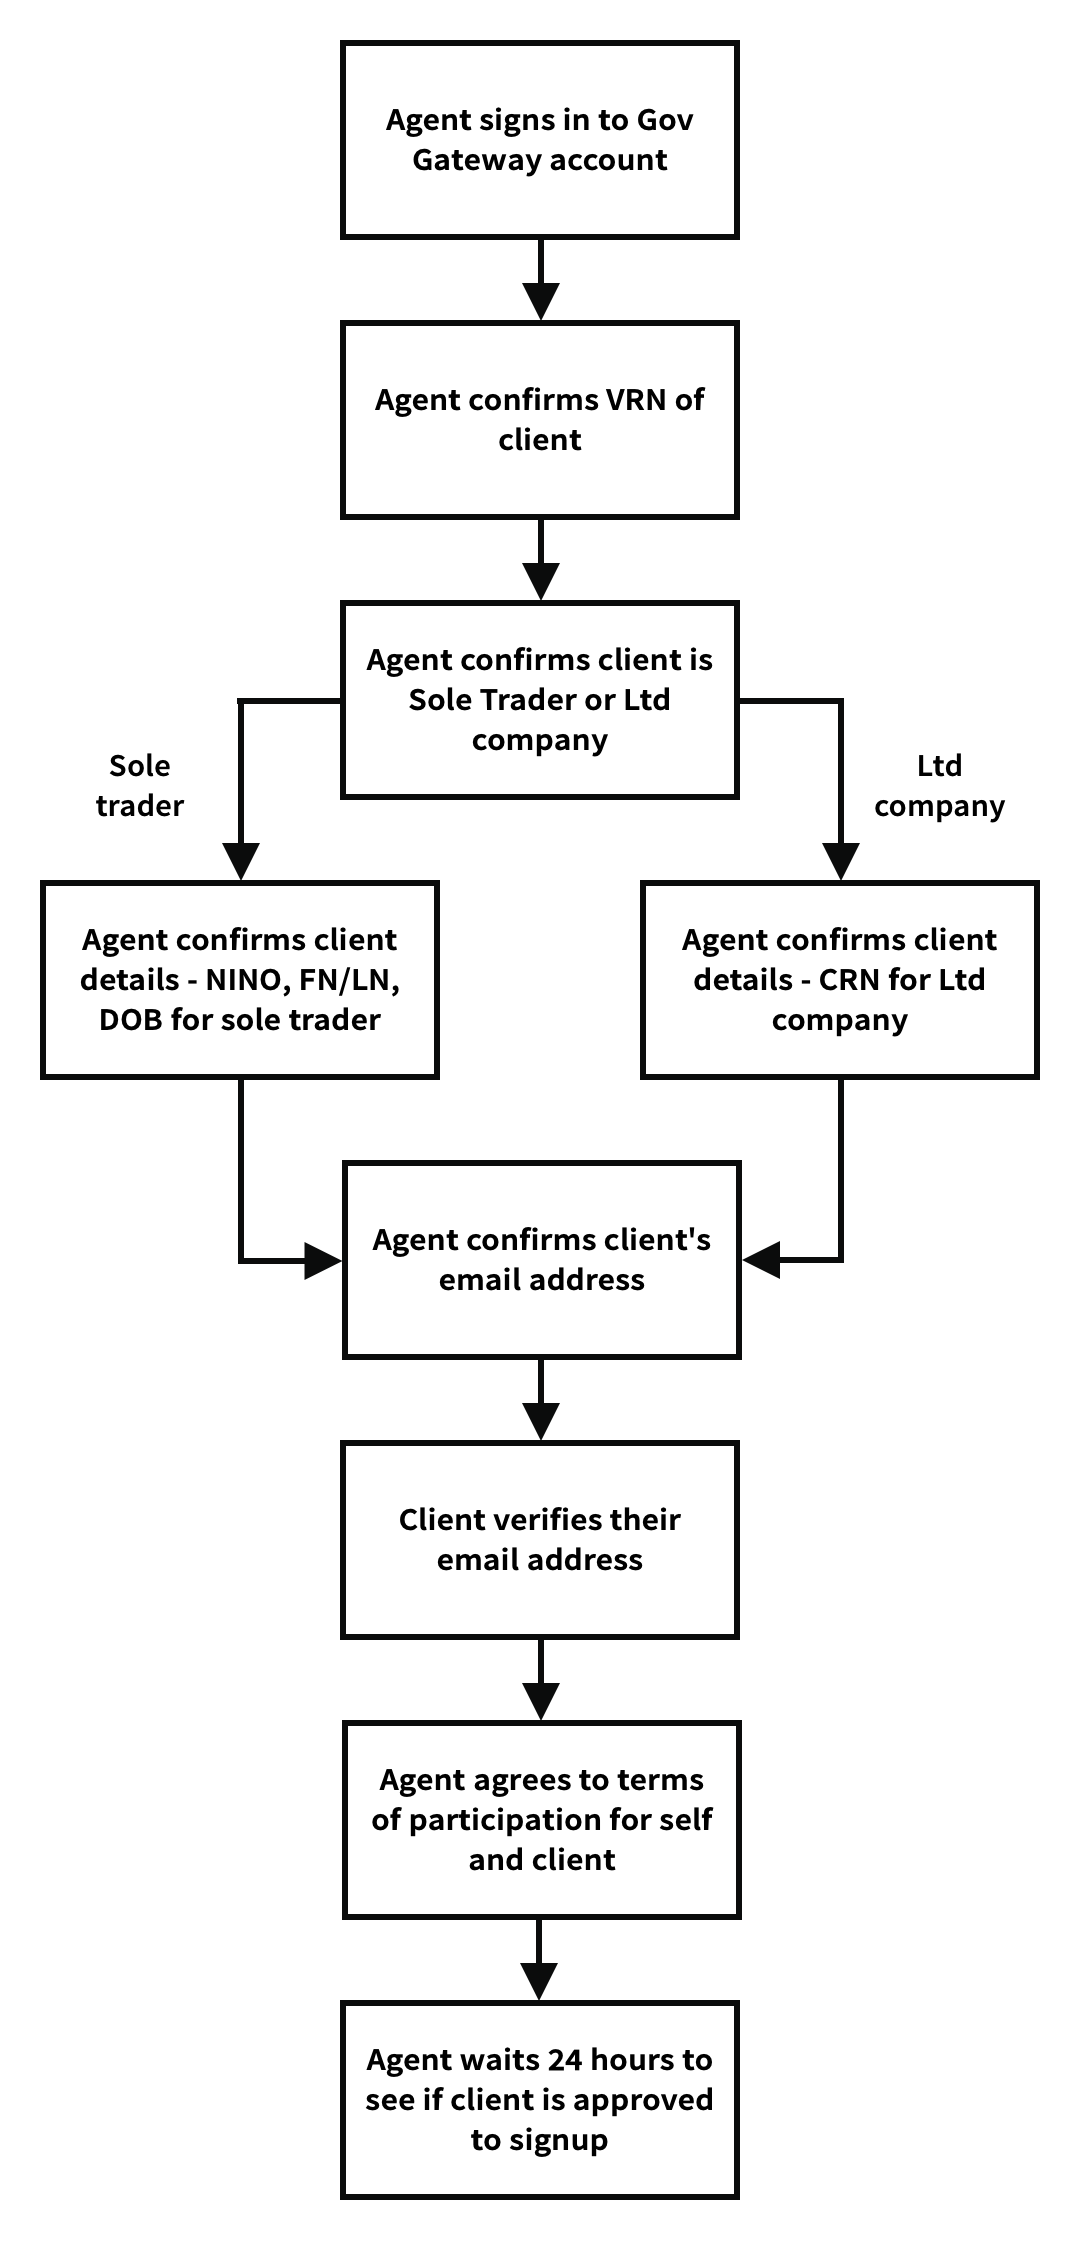 Agent signs in to Gov
Gateway account
Agent confirms VRN of
client
Agent confirms client is
Sole Trader or Ltd
company
Sole
trader
Ltd
company
Agent confirms client
details - NINO, FN/LN,
DOB for sole trader
Agent confirms client
details - CRN for Ltd
company
Agent confirms client's
email address
Client verifies their
email address
Agent agrees to terms
of participation for self
and client
Agent waits 24 hours to
see if client is approved
to signup